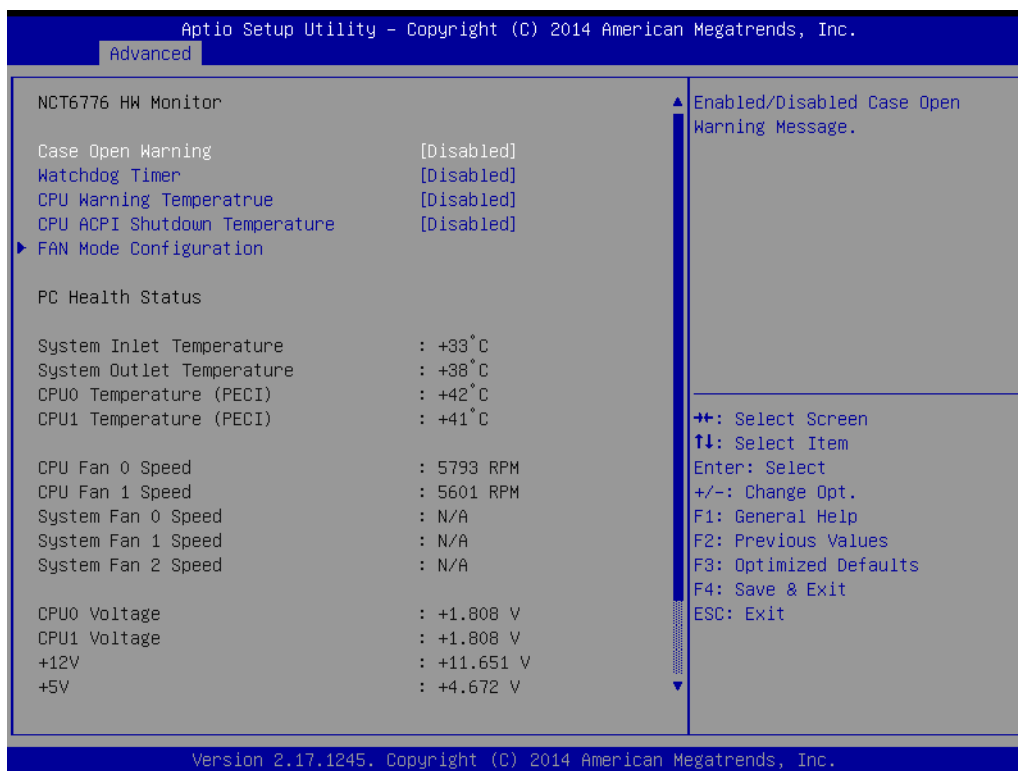 Aptio Setup Utility – Copyright (C) 2014 American Megatrends, Inc.
Advanced
NCT6776 HW Monitor
Case Open Warning [Disabled]
Watchdog Timer [Disabled]
CPU Warning Temperatrue [Disabled]
CPU ACPI Shutdown Temperature [Disabled]
FAN Mode Configuration
PC Health Status
System Inlet Temperature : +33°C
System Outlet Temperature : +38°C
CPU0 Temperature (PECI) : +42°C
CPU1 Temperature (PECI) : +41°C
CPU Fan 0 Speed : 5793 RPM
CPU Fan 1 Speed : 5601 RPM
System Fan 0 Speed : N/A
System Fan 1 Speed : N/A
System Fan 2 Speed : N/A
CPU0 Voltage : +1.808 V
CPU1 Voltage : +1.808 V
+12V : +11.651 V
+5V : +4.672 V
Enabled/Disabled Case Open
Warning Message.
→←: Select Screen
↑↓: Select Item
Enter: Select
+/-: Change Opt.
F1: General Help
F2: Previous Values
F3: Optimized Defaults
F4: Save & Exit
ESC: Exit
Version 2.17.1245. Copyright (C) 2014 American Megatrends, Inc.